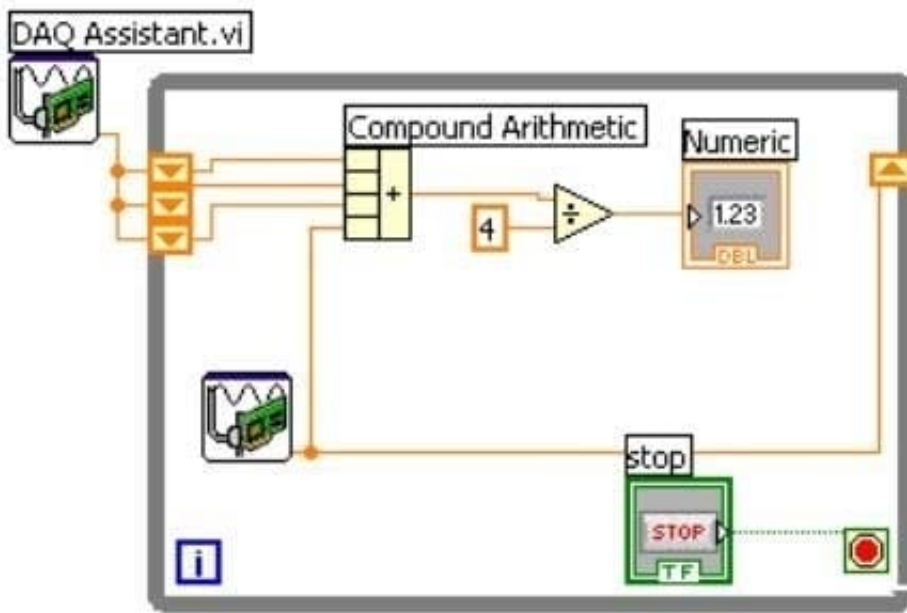 DAQ Assistant.vi
Compound Arithmetic
Numeric
+
÷
4
1.23
DBL
stop
STOP
TF
i